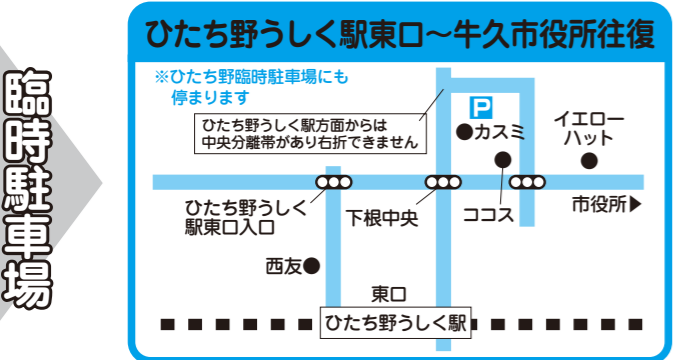 臨時駐車場
ひたち野うしく駅東口～牛久市役所往復
※ひたち野臨時駐車場にも
停まります
P
ひたち野うしく駅方面からは
中央分離帯があり右折できません
●カスミ
イエロー
ハット
ひたち野うしく
駅東口入口
下根中央
ココス
市役所▶
西友●
東口
ひたち野うしく駅